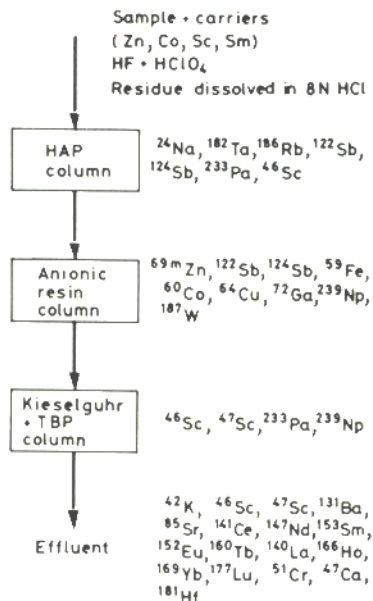 Sample + carriers
(Zn, Co, Sc, Sm)
HF + HClO₄
Residue dissolved in 8N HCl
HAP
column
²⁴Na, ¹⁸²Ta, ¹⁸⁶Rb, ¹²²Sb,
¹²⁴Sb, ²³³Pa, ⁴⁶Sc
Anionic
resin
column
⁶⁹ᵐZn, ¹²²Sb, ¹²⁴Sb, ⁵⁹Fe,
⁶⁰Co, ⁶⁴Cu, ⁷²Ga, ²³⁹Np,
¹⁸⁷W
Kieselguhr
+ TBP
column
⁴⁶Sc, ⁴⁷Sc, ²³³Pa, ²³⁹Np
Effluent
⁴²K, ⁴⁶Sc, ⁴⁷Sc, ¹³¹Ba,
⁸⁵Sr, ¹⁴¹Ce, ¹⁴⁷Nd, ¹⁵³Sm,
¹⁵²Eu, ¹⁶⁰Tb, ¹⁴⁰La, ¹⁶⁶Ho,
¹⁶⁹Yb, ¹⁷⁷Lu, ⁵¹Cr, ⁴⁷Ca,
¹⁸¹Hf